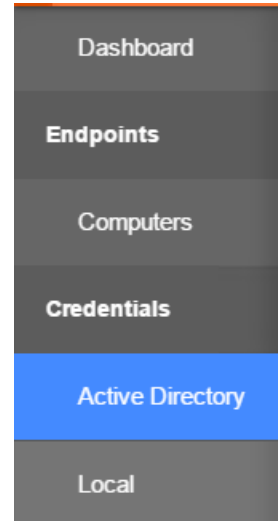 Dashboard
Endpoints
Computers
Credentials
Active Directory
Local